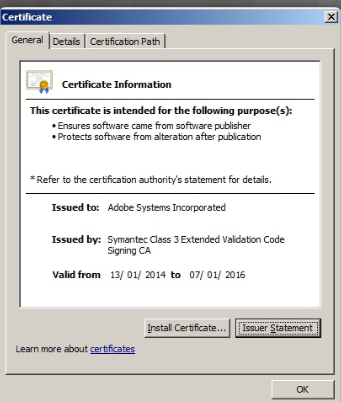 Certificate
General Details Certification Path
Certificate Information
This certificate is intended for the following purpose(s):
• Ensures software came from software publisher
• Protects software from alteration after publication
* Refer to the certification authority's statement for details.
Issued to: Adobe Systems Incorporated
Issued by: Symantec Class 3 Extended Validation Code
Signing CA
Valid from 13/ 01/ 2014 to 07/ 01/ 2016
Install Certificate... Issuer Statement
Learn more about certificates
OK